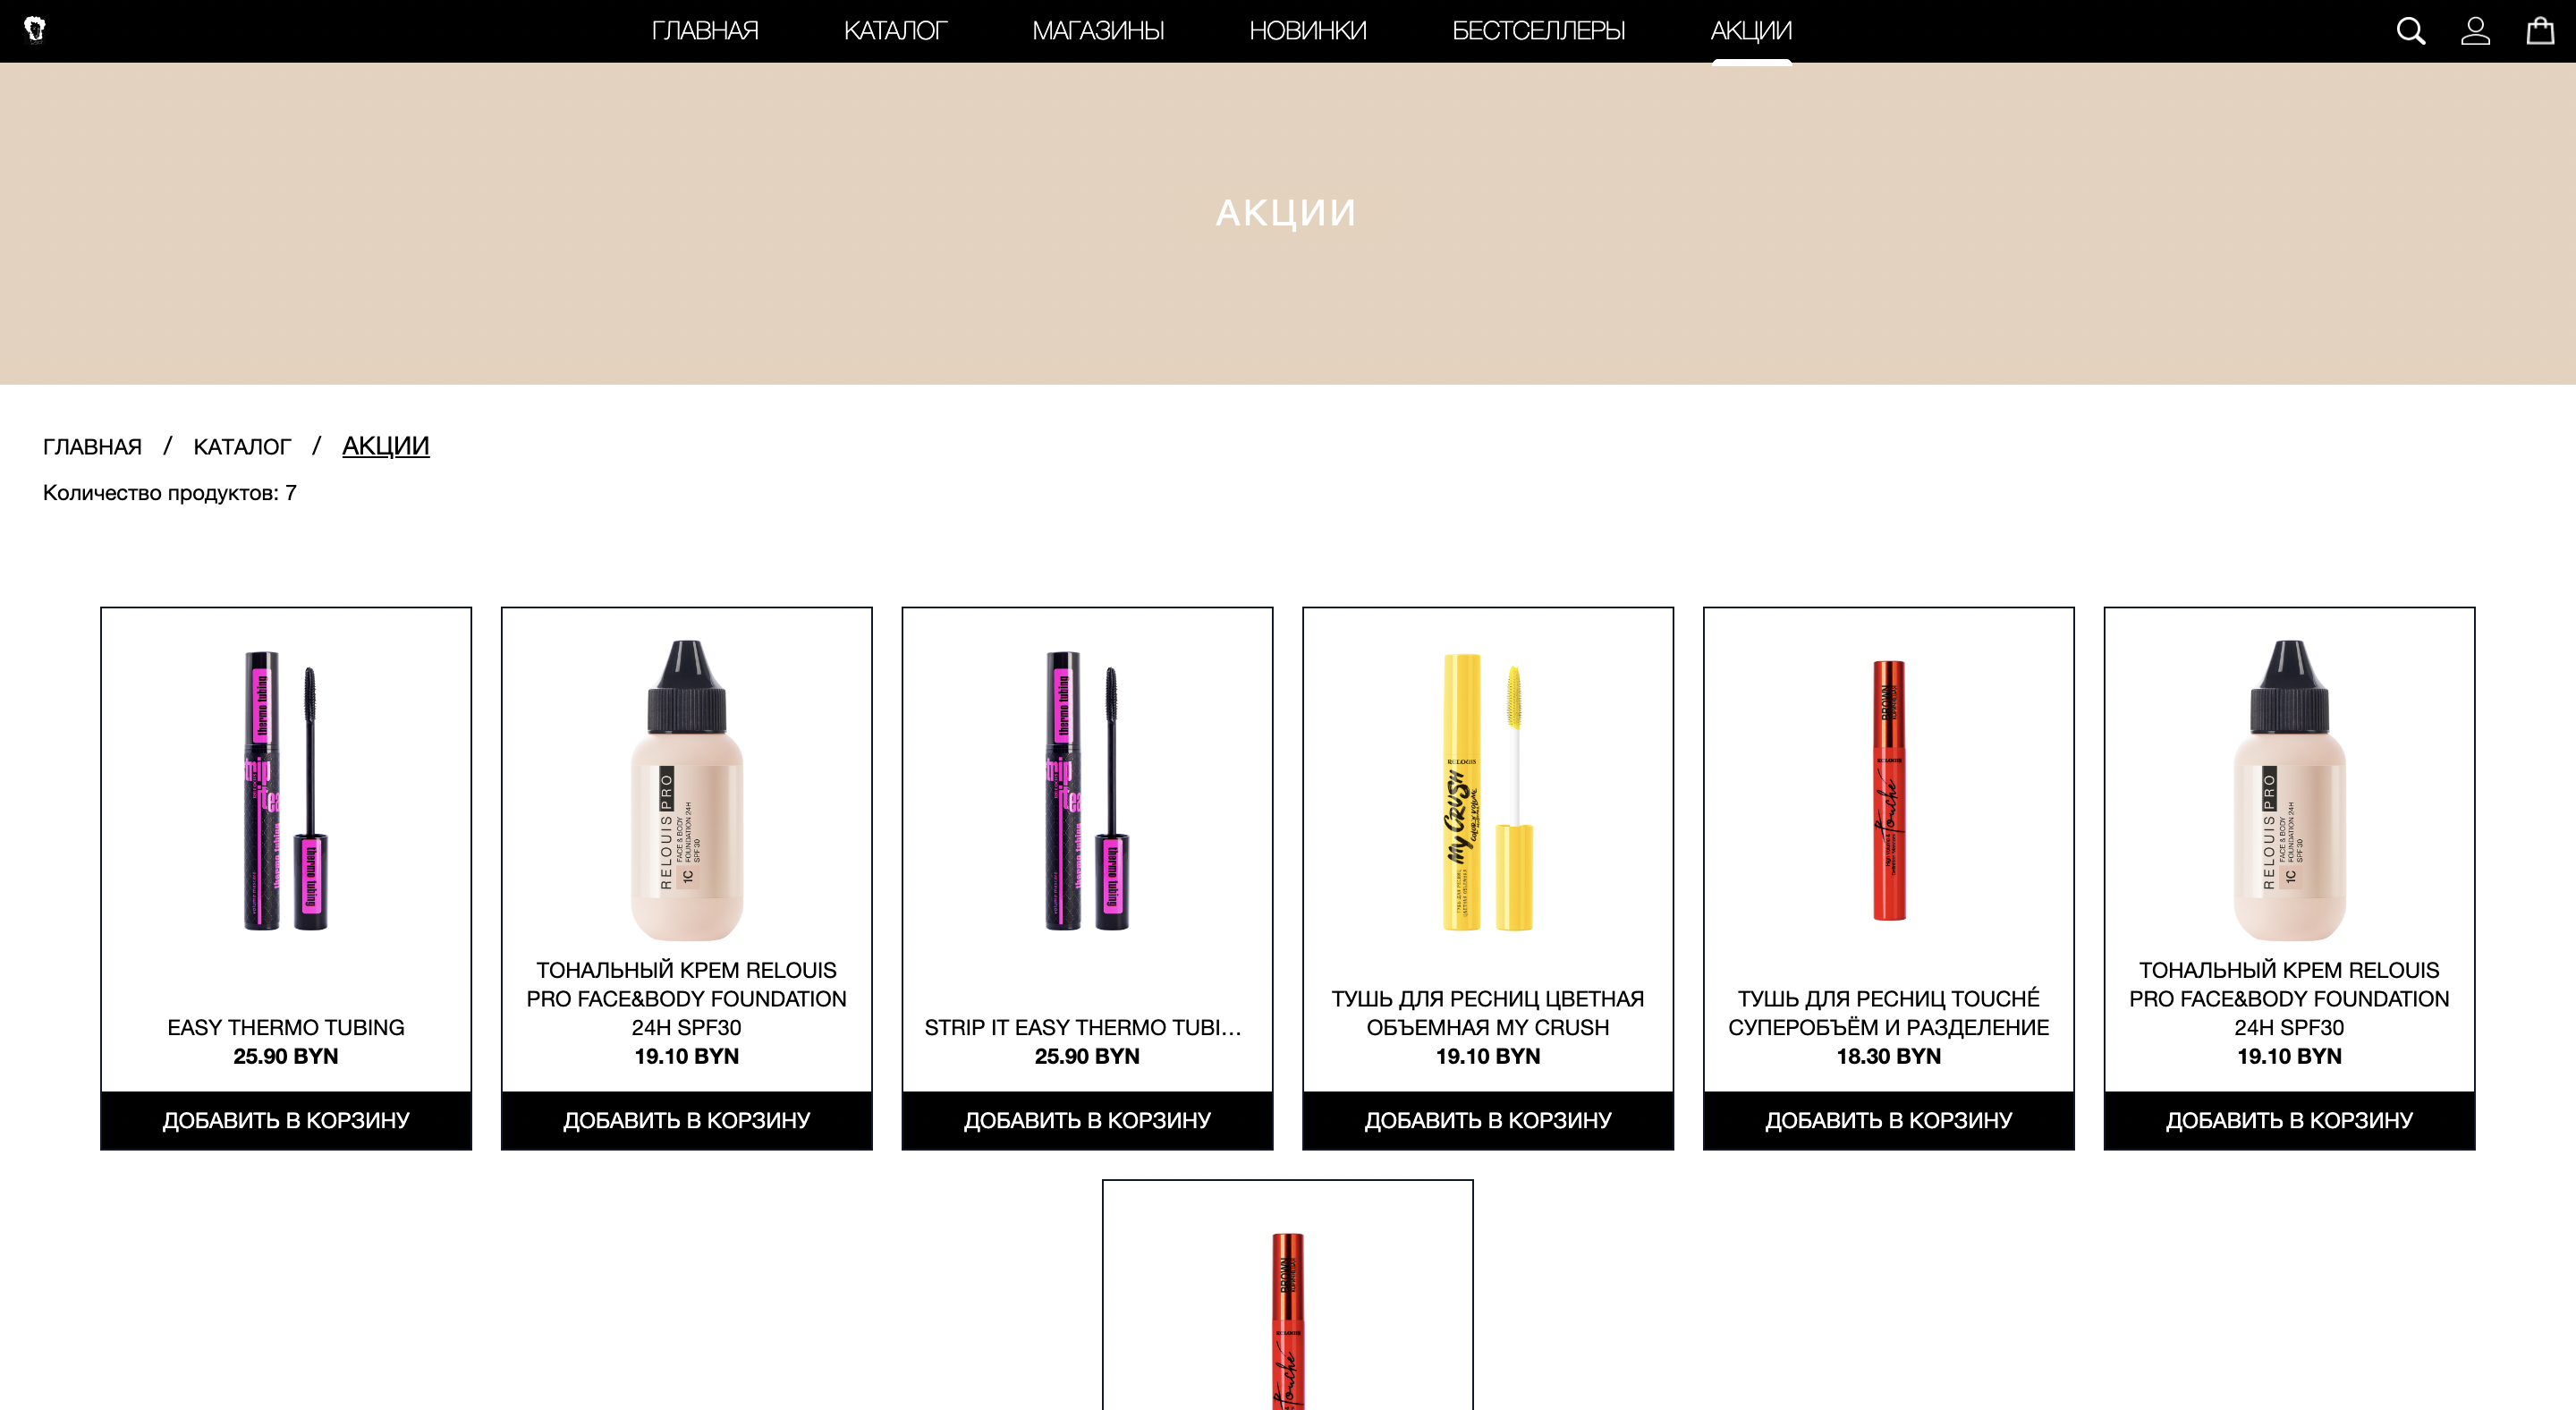 ГЛАВНАЯ КАТАЛОГ МАГАЗИНЫ НОВИНКИ БЕСТСЕЛЛЕРЫ АКЦИИ
АКЦИИ
ГЛАВНАЯ / КАТАЛОГ / АКЦИИ
Количество продуктов: 7
thermo tubing
thermo tubing
EASY THERMO TUBING
25.90 BYN
ДОБАВИТЬ В КОРЗИНУ
RELOUIS PRO
FACE & BODY
FOUNDATION 24H
SPF 30
1C
ТОНАЛЬНЫЙ КРЕМ RELOUIS
PRO FACE&BODY FOUNDATION
24H SPF30
19.10 BYN
ДОБАВИТЬ В КОРЗИНУ
thermo tubing
thermo tubing
STRIP IT EASY THERMO TUBI...
25.90 BYN
ДОБАВИТЬ В КОРЗИНУ
RELOUIS
My CRUSH
ТУШЬ ДЛЯ РЕСНИЦ ЦВЕТНАЯ
ОБЪЕМНАЯ MY CRUSH
19.10 BYN
ДОБАВИТЬ В КОРЗИНУ
BROWN
RELOUIS
Touché
ТУШЬ ДЛЯ РЕСНИЦ TOUCHÉ
СУПЕРОБЪЁМ И РАЗДЕЛЕНИЕ
18.30 BYN
ДОБАВИТЬ В КОРЗИНУ
RELOUIS PRO
FACE & BODY
FOUNDATION 24H
SPF 30
1C
ТОНАЛЬНЫЙ КРЕМ RELOUIS
PRO FACE&BODY FOUNDATION
24H SPF30
19.10 BYN
ДОБАВИТЬ В КОРЗИНУ
BROWN
RELOUIS
Touché